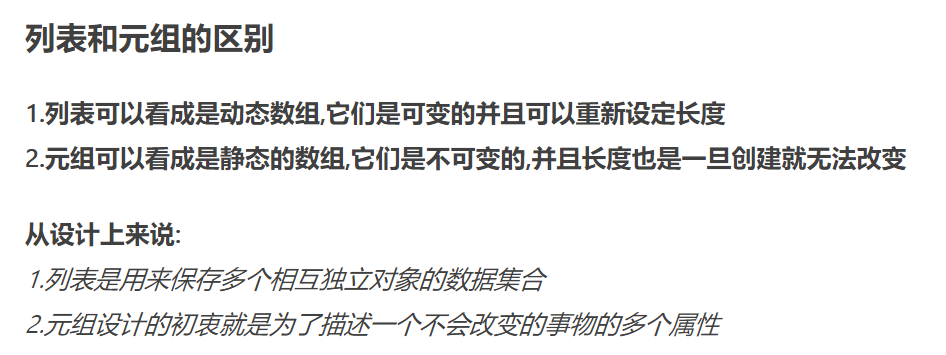 列表和元组的区别
1.列表可以看成是动态数组,它们是可变的并且可以重新设定长度
2.元组可以看成是静态的数组,它们是不可变的,并且长度也是一旦创建就无法改变
从设计上来说:
1.列表是用来保存多个相互独立对象的数据集合
2.元组设计的初衷就是为了描述一个不会改变的事物的多个属性